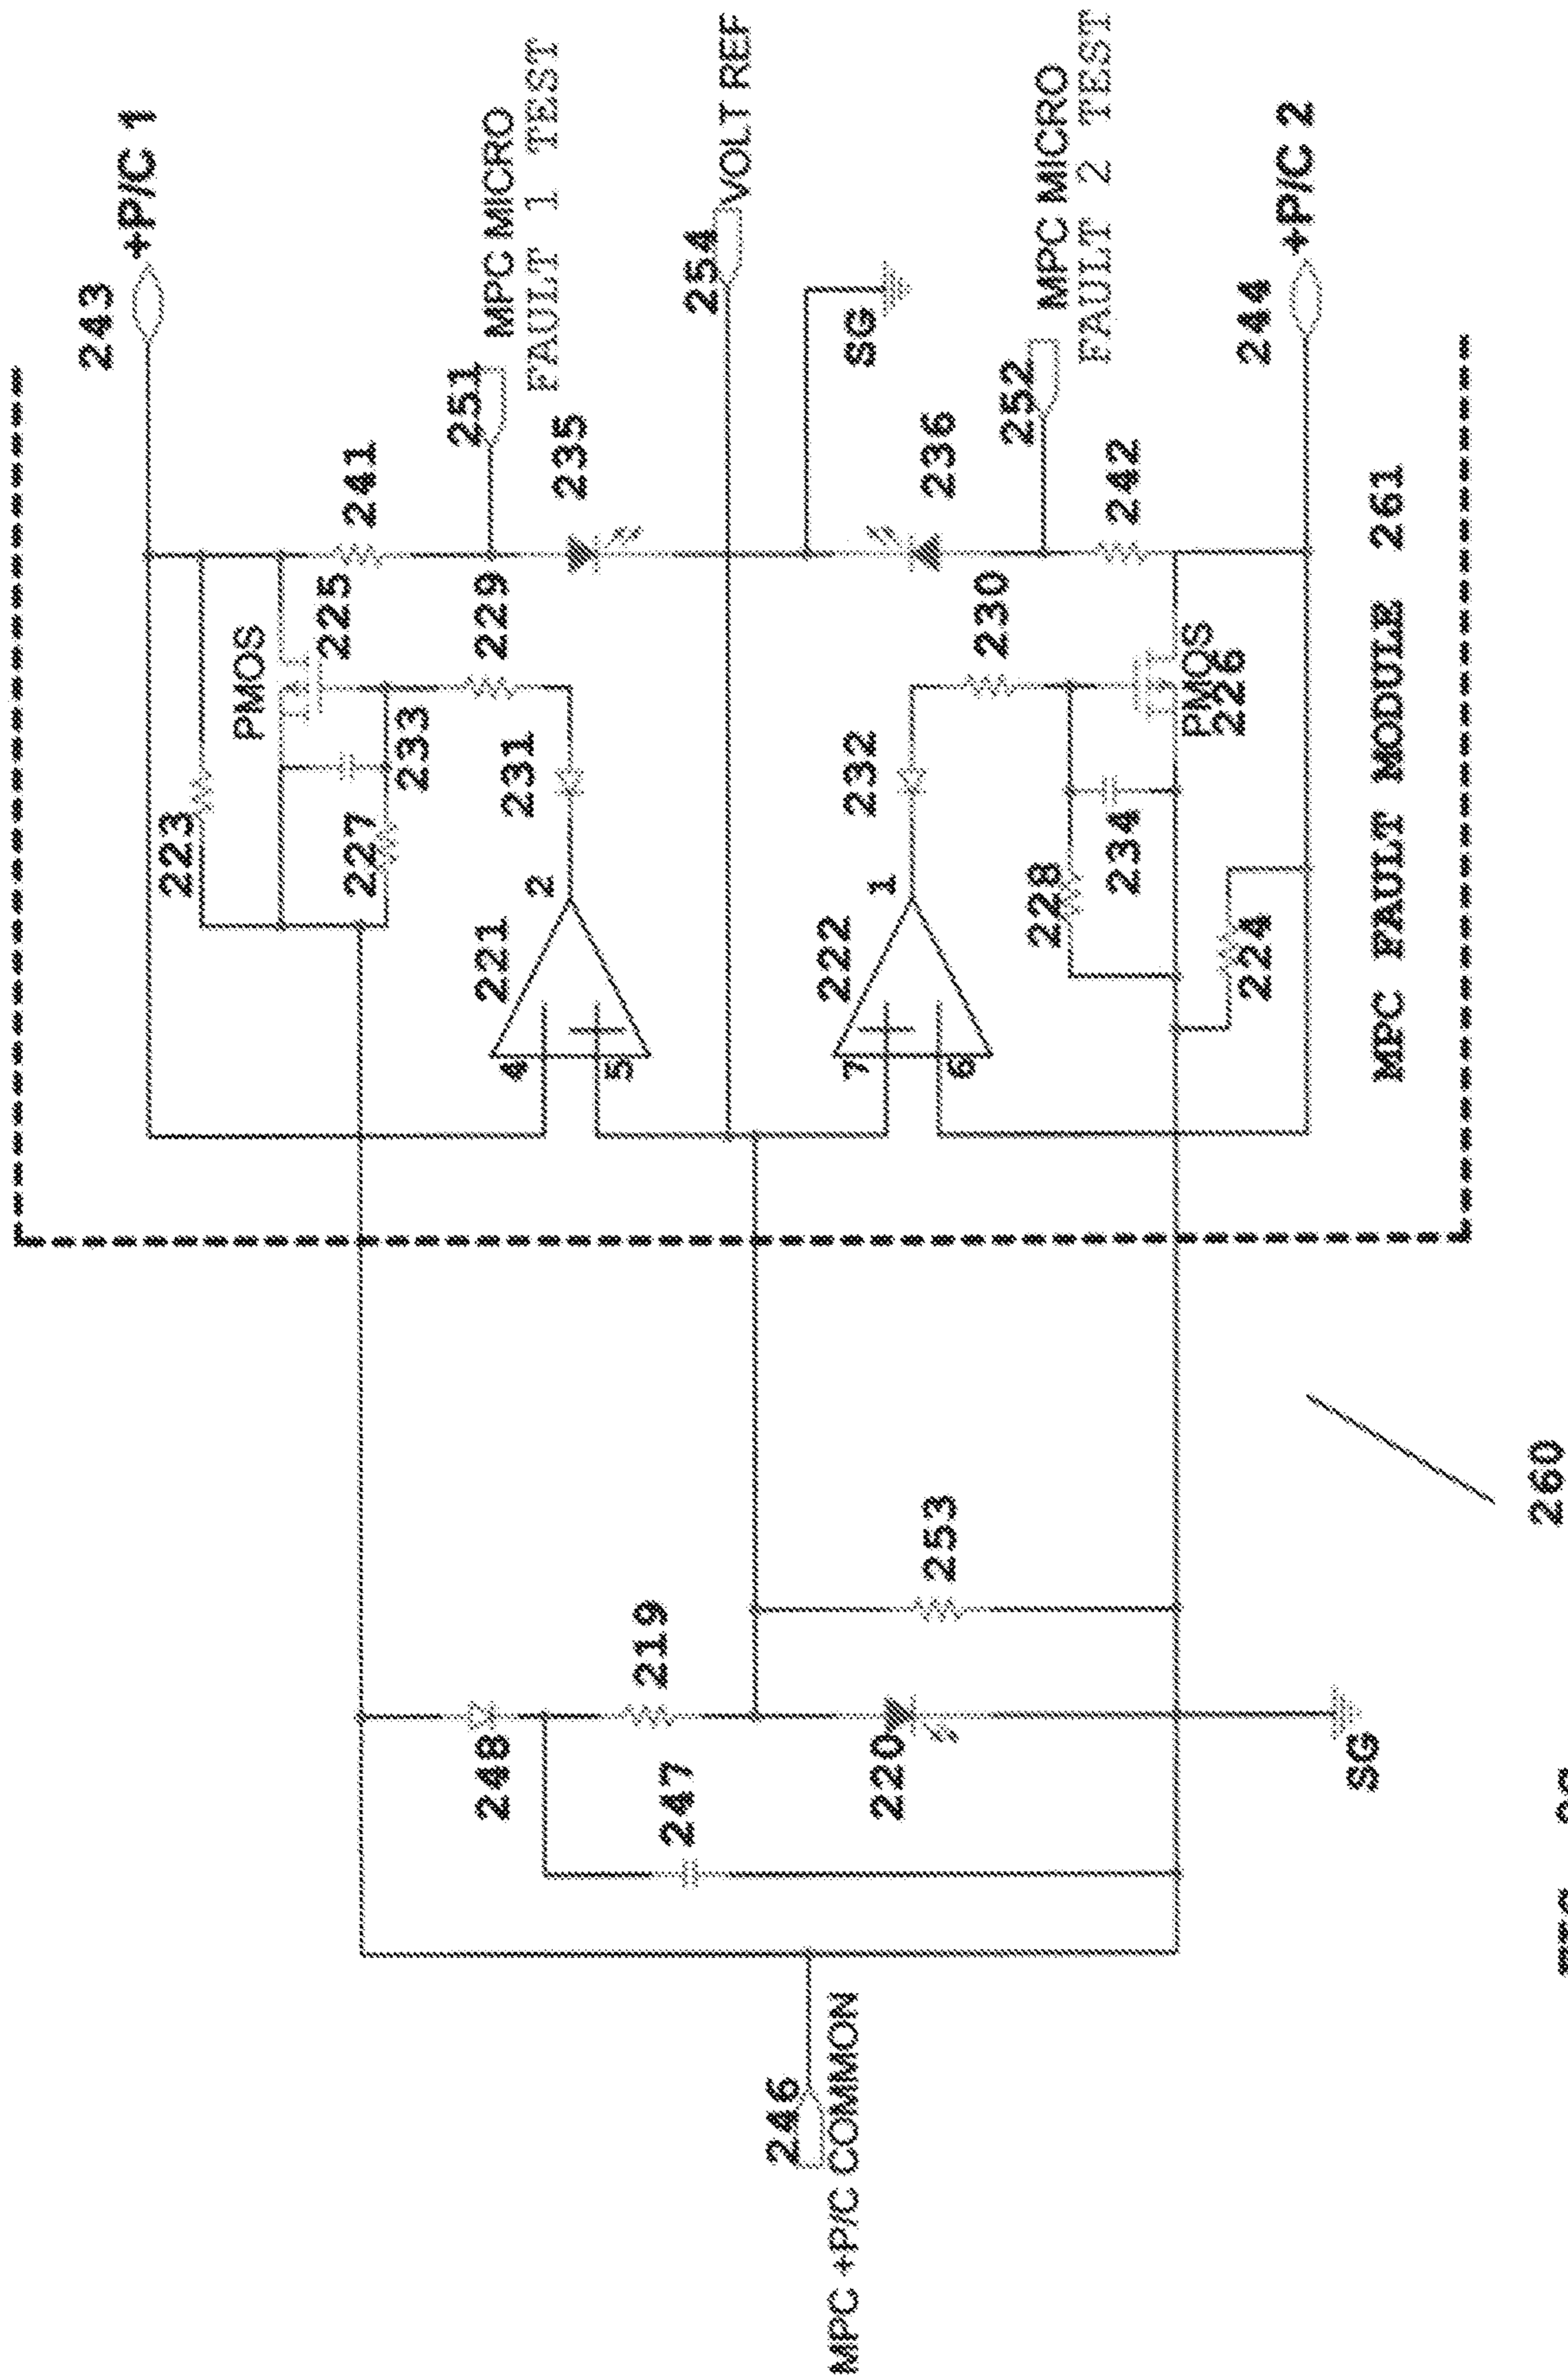 MPC +P/C COMMON
246
247
248
219
220
253
SG
260
MPC FAULT MODULE 261
223
PMOS
225
227
233
229
231
221
4
5
2
222
7
6
1
232
230
228
234
224
PMOS
226
241
235
236
242
243
+P/C 1
251
MPC MICRO
FAULT 1 TEST
254
VOLT REF
SG
252
MPC MICRO
FAULT 2 TEST
244
+P/C 2